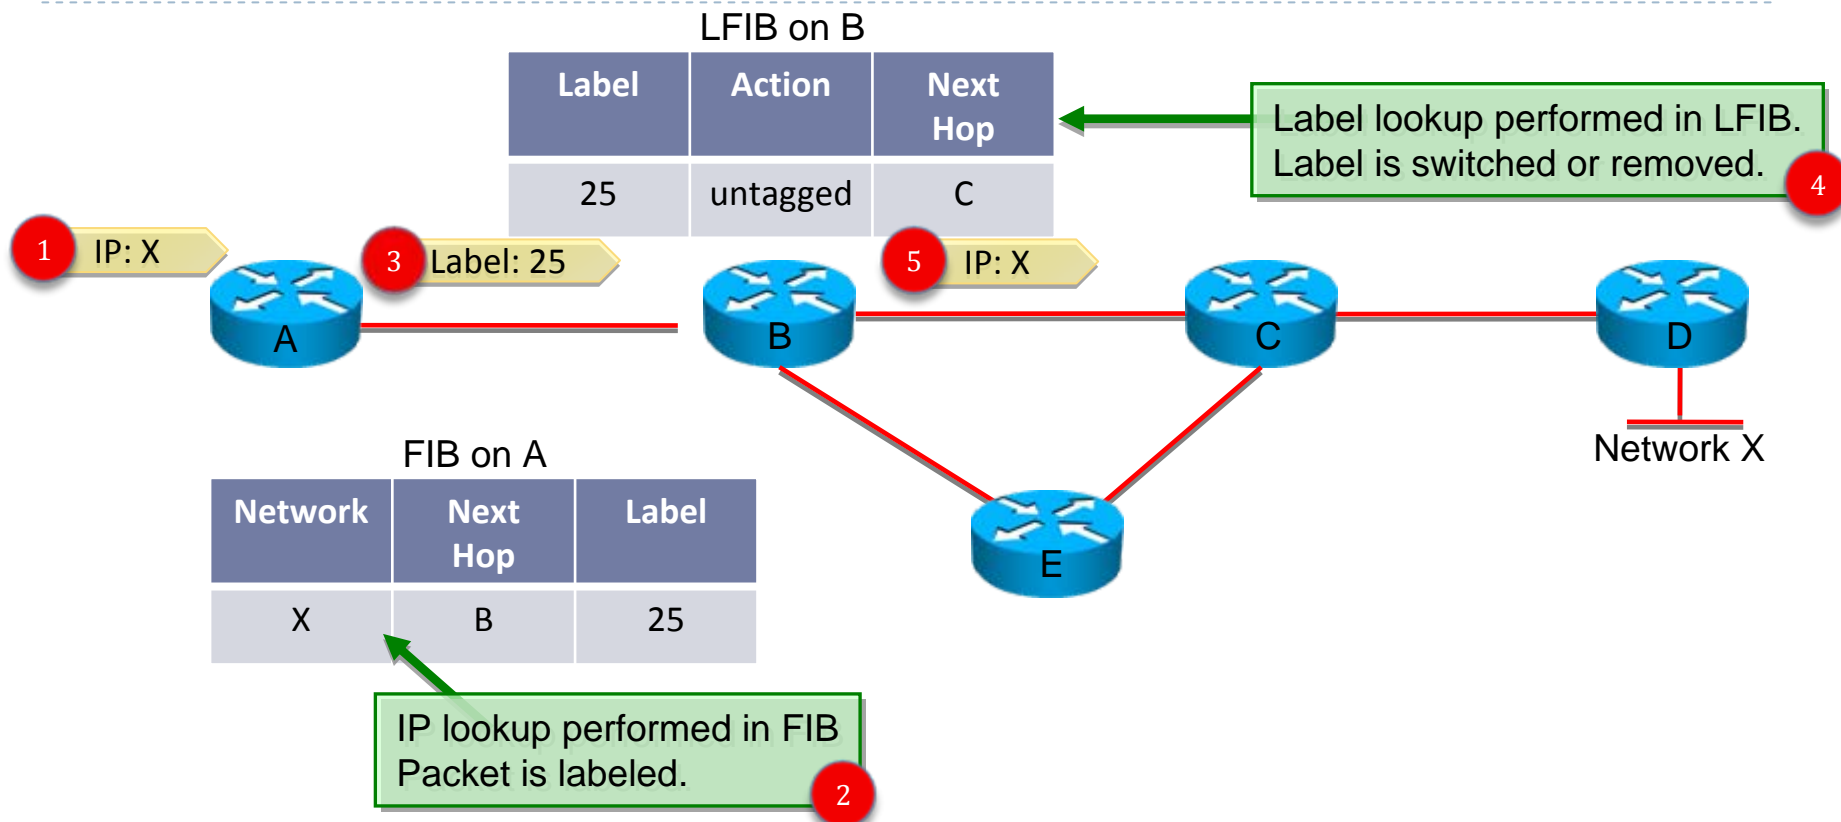 LFIB on B
Label Action Next
Hop
25 untagged C
Label lookup performed in LFIB.
Label is switched or removed.
4
1 IP: X
3 Label: 25
5 IP: X
A
B
C
D
Network X
E
FIB on A
Network Next Label
Hop
X B 25
IP lookup performed in FIB
Packet is labeled.
2